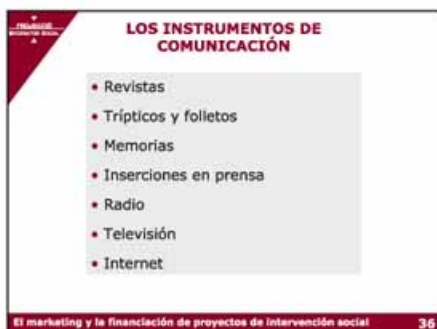 LOS INSTRUMENTOS DE
COMUNICACIÓN
• Revistas
• Trípticos y folletos
• Memorias
• Inserciones en prensa
• Radio
• Televisión
• Internet
El marketing y la financiación de proyectos de intervención social 36